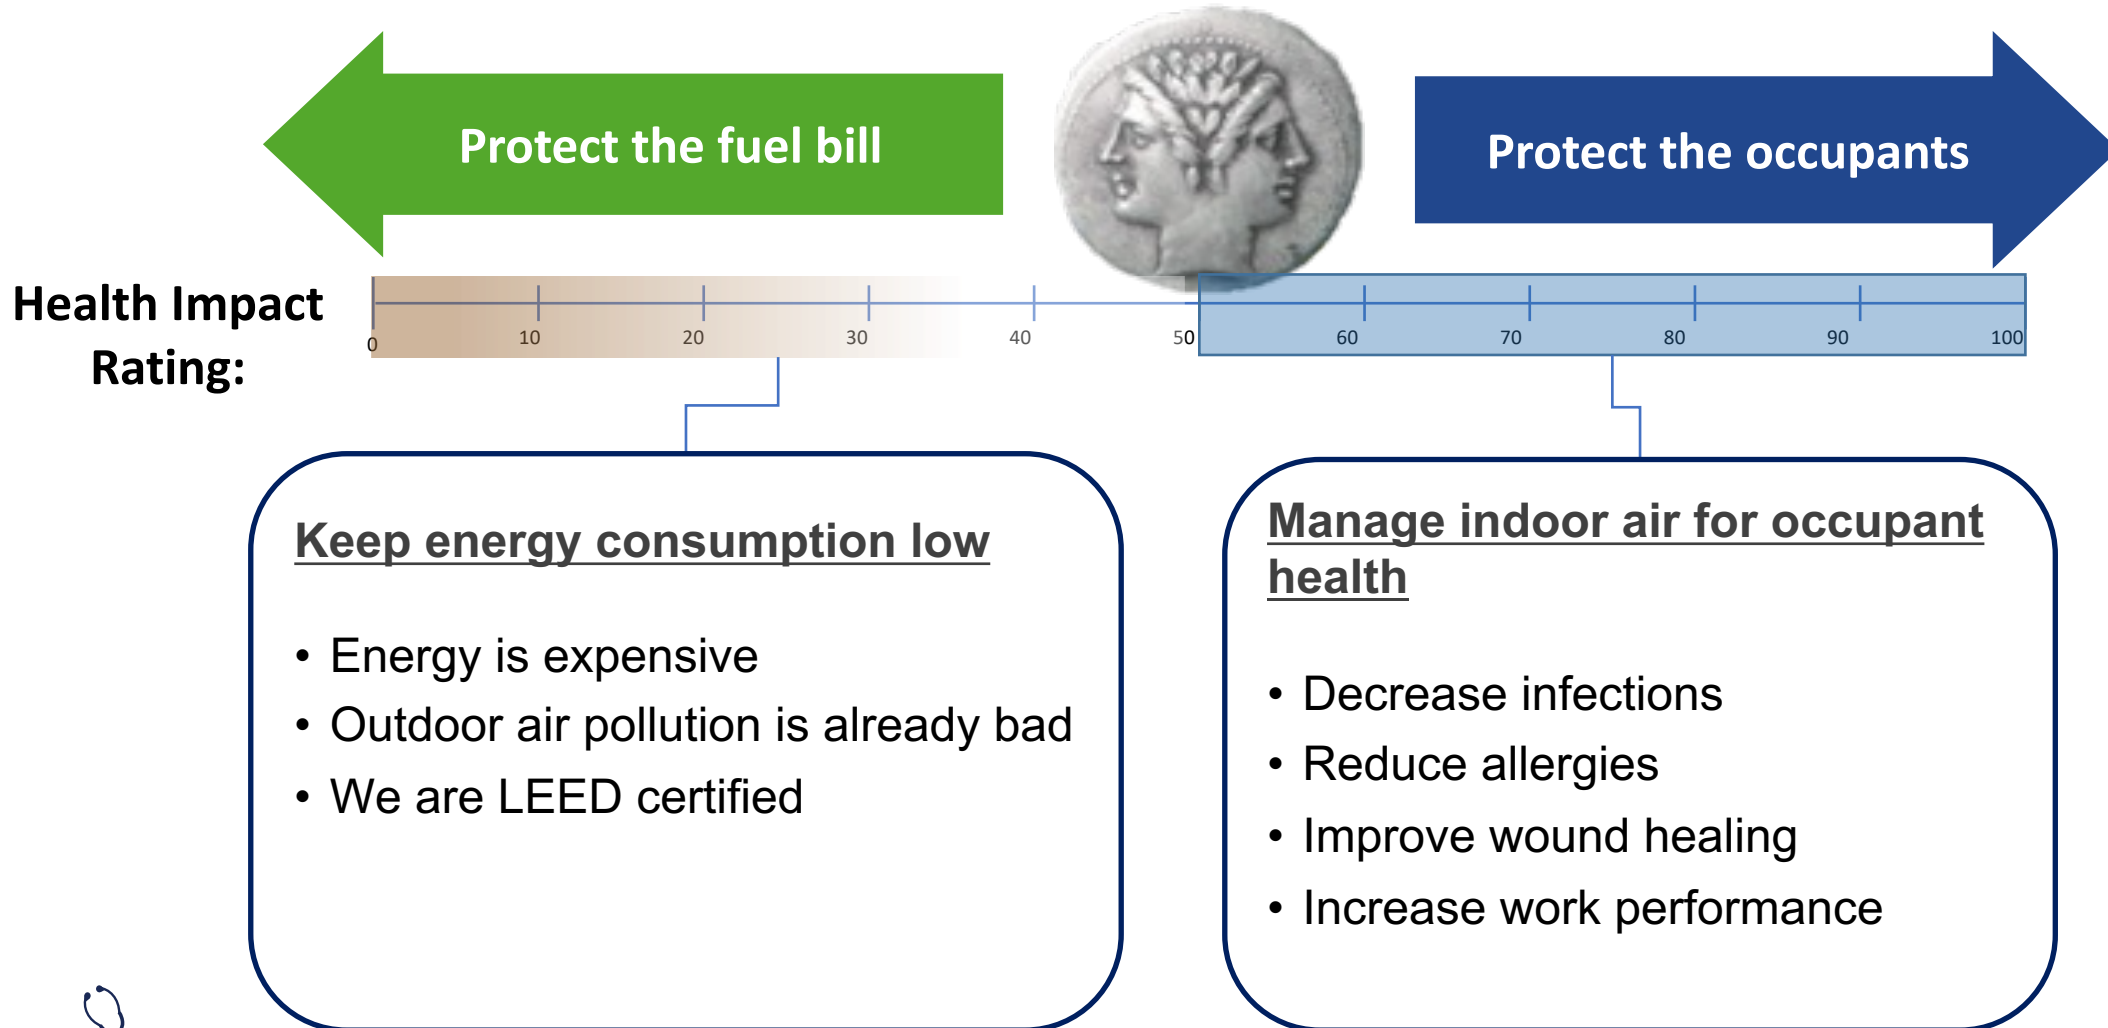 Protect the fuel bill
Protect the occupants
Health Impact
Rating:
0
10
20
30
40
50
60
70
80
90
100
Keep energy consumption low
• Energy is expensive
• Outdoor air pollution is already bad
• We are LEED certified
Manage indoor air for occupant
health
• Decrease infections
• Reduce allergies
• Improve wound healing
• Increase work performance